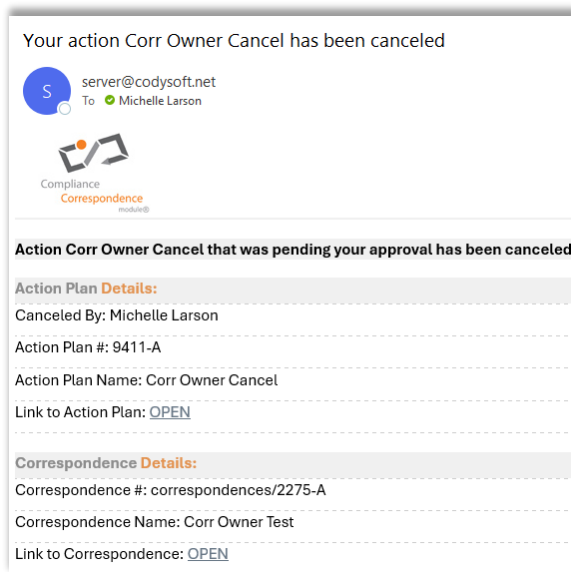 Your action Corr Owner Cancel has been canceled
S
server@codysoft.net
To Michelle Larson
Compliance
Correspondence
module®
Action Corr Owner Cancel that was pending your approval has been canceled
Action Plan Details:
Canceled By: Michelle Larson
Action Plan #: 9411-A
Action Plan Name: Corr Owner Cancel
Link to Action Plan: OPEN
Correspondence Details:
Correspondence #: correspondences/2275-A
Correspondence Name: Corr Owner Test
Link to Correspondence: OPEN